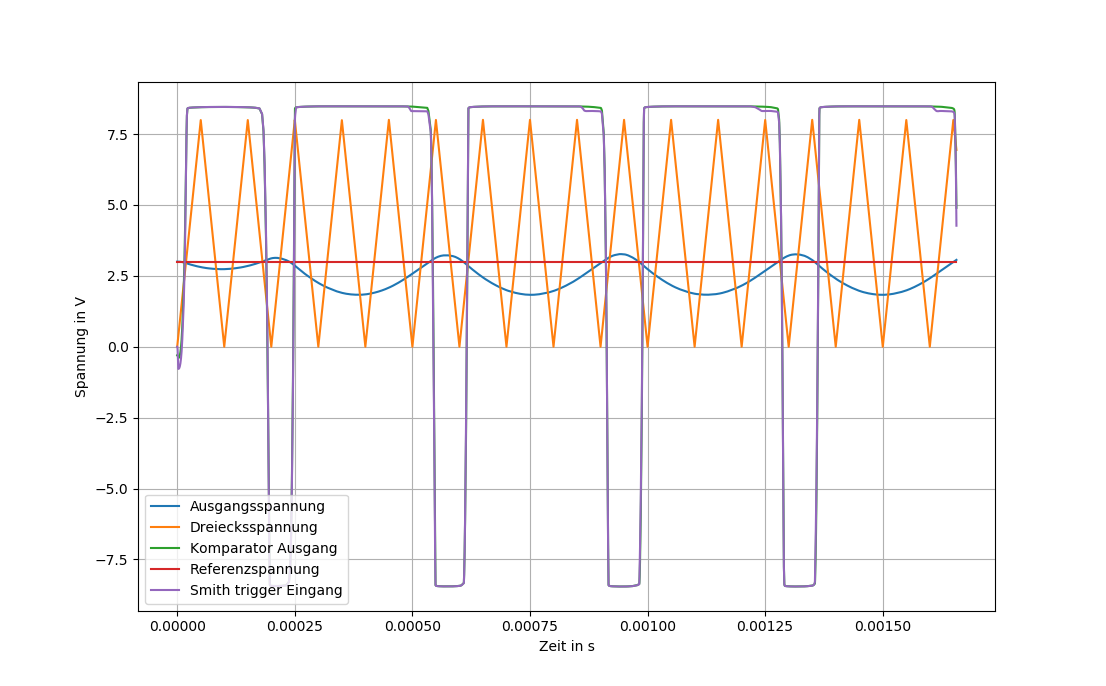 7.5
5.0
2.5
0.0
−2.5
−5.0
−7.5
Spannung in V
Ausgangsspannung
Dreiecksspannung
Komparator Ausgang
Referenzspannung
Smith trigger Eingang
0.00000 0.00025 0.00050 0.00075 0.00100 0.00125 0.00150
Zeit in s